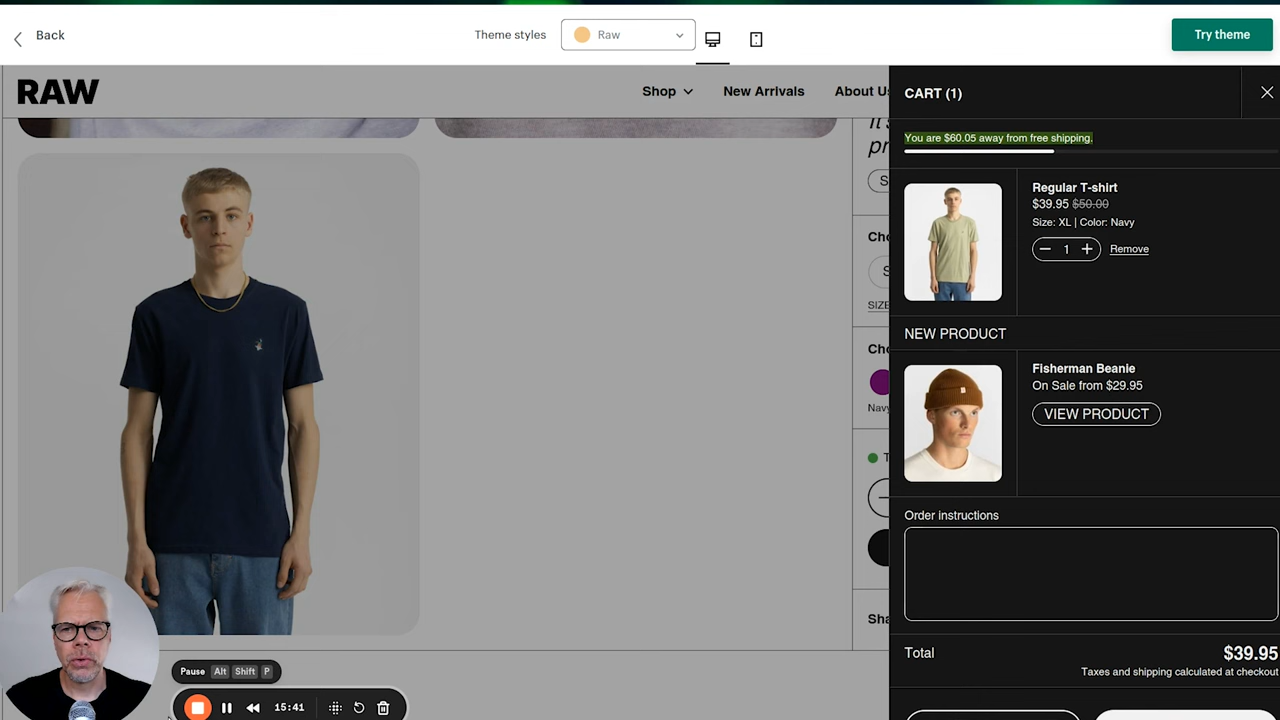 Back
Theme styles
Raw
Try theme
RAW
Shop
New Arrivals
About Us
CART (1)
You are $60.05 away from free shipping.
Regular T-shirt
$39.95 $50.00
Size: XL | Color: Navy
1
Remove
NEW PRODUCT
Fisherman Beanie
On Sale from $29.95
VIEW PRODUCT
Order instructions
Total
$39.95
Taxes and shipping calculated at checkout
SIZE
Navy
Pause Alt Shift P
15:41